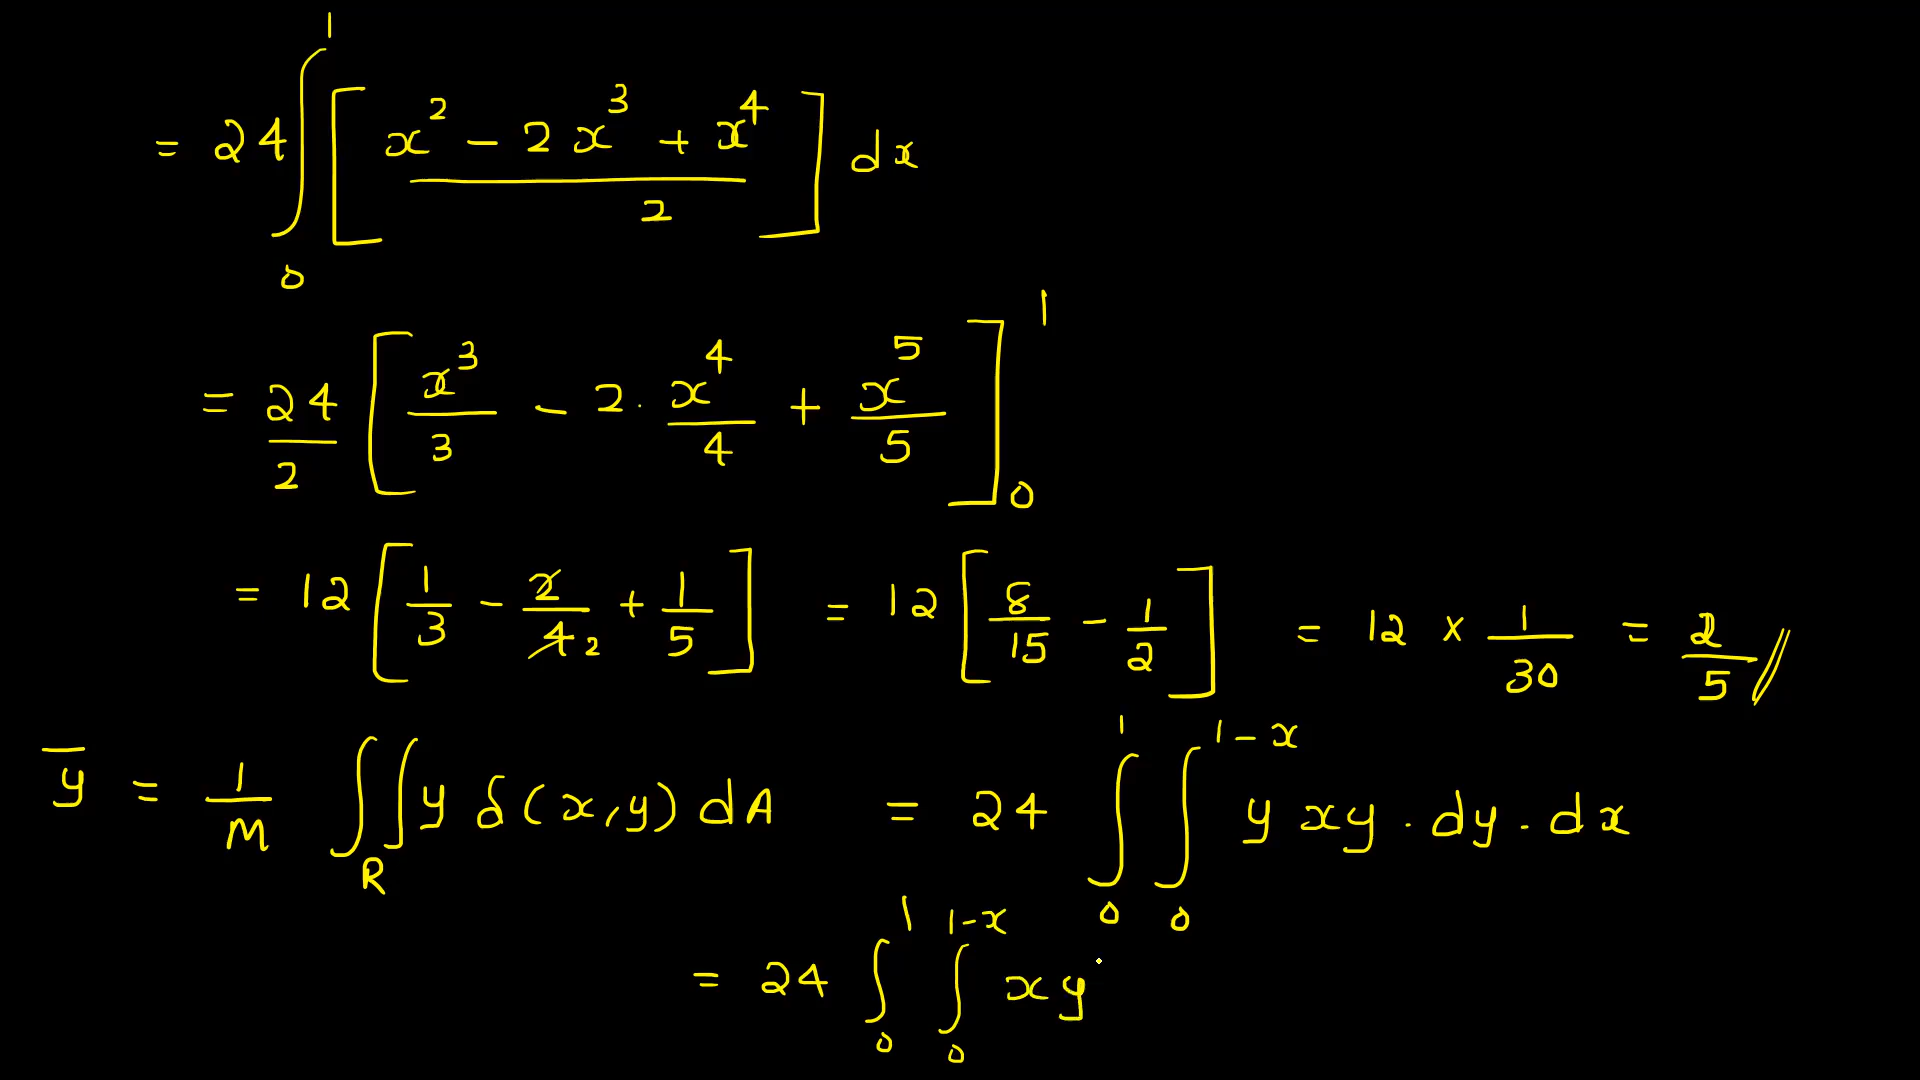 = 24 ∫₀¹ [ (x² - 2x³ + x⁴) / 2 ] dx
= 24/2 [ x³/3 - 2 · x⁴/4 + x⁵/5 ]₀¹
= 12 [ 1/3 - 2/4 2 + 1/5 ] = 12 [ 8/15 - 1/2 ] = 12 × 1/30 = 2/5 //
ȳ = 1/M ∬_R y δ(x,y) dA = 24 ∫₀¹ ∫₀^(1-x) y xy · dy · dx
= 24 ∫₀¹ ∫₀^(1-x) x y